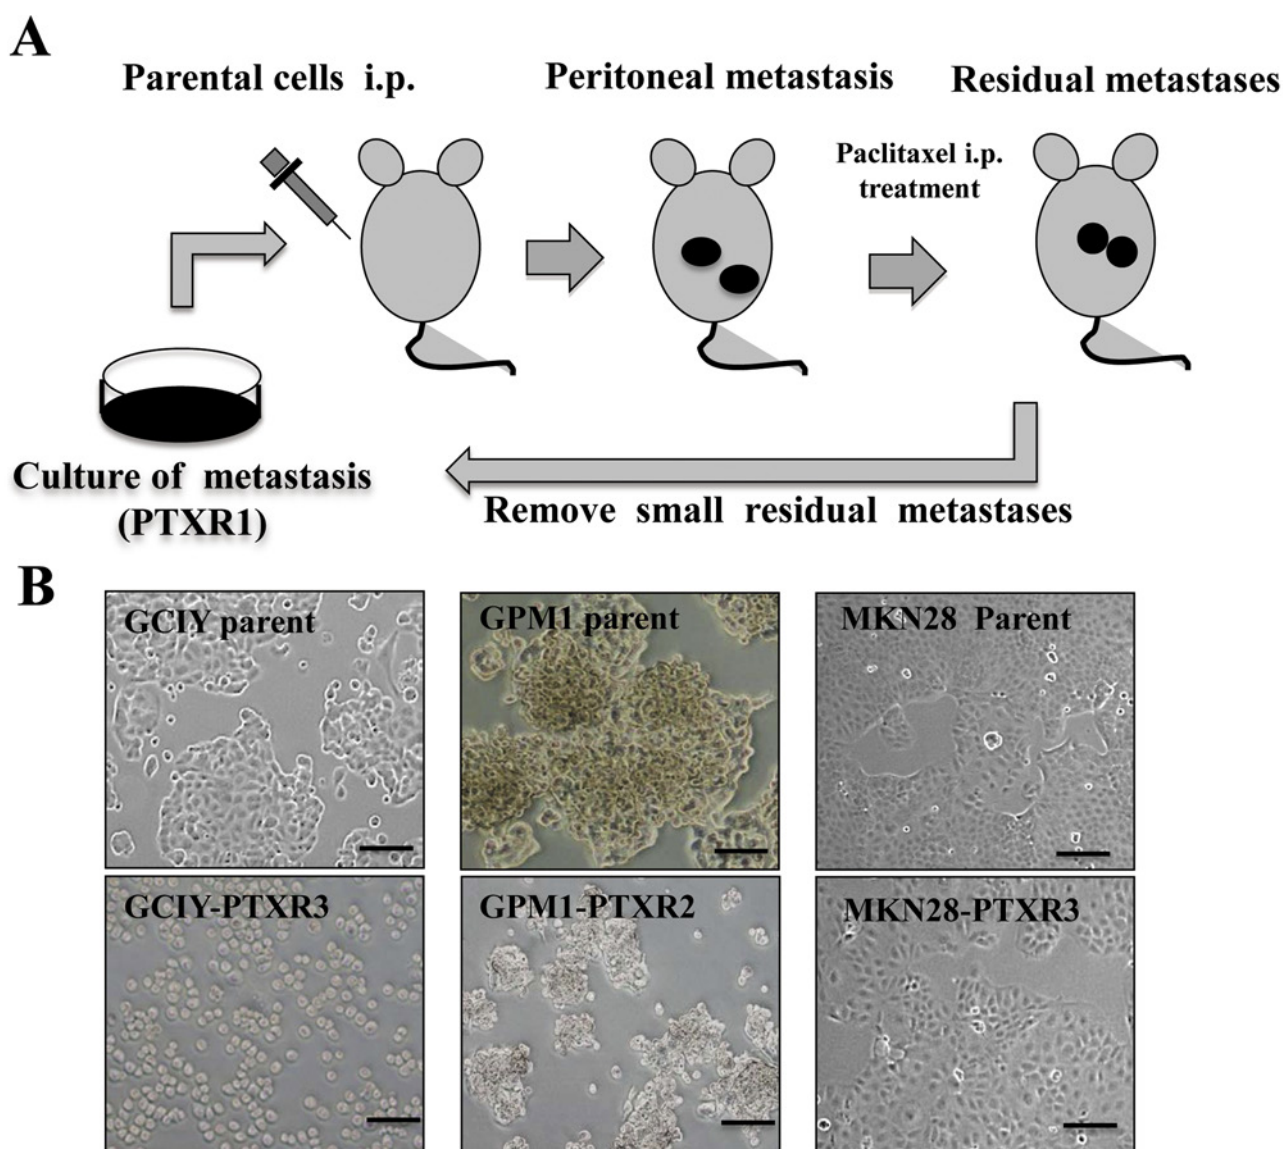 A
Parental cells i.p.
Peritoneal metastasis
Residual metastases
Paclitaxel i.p.
treatment
Culture of metastasis
(PTXR1)
Remove small residual metastases
B
GCIY parent
GPM1 parent
MKN28 Parent
GCIY-PTXR3
GPM1-PTXR2
MKN28-PTXR3